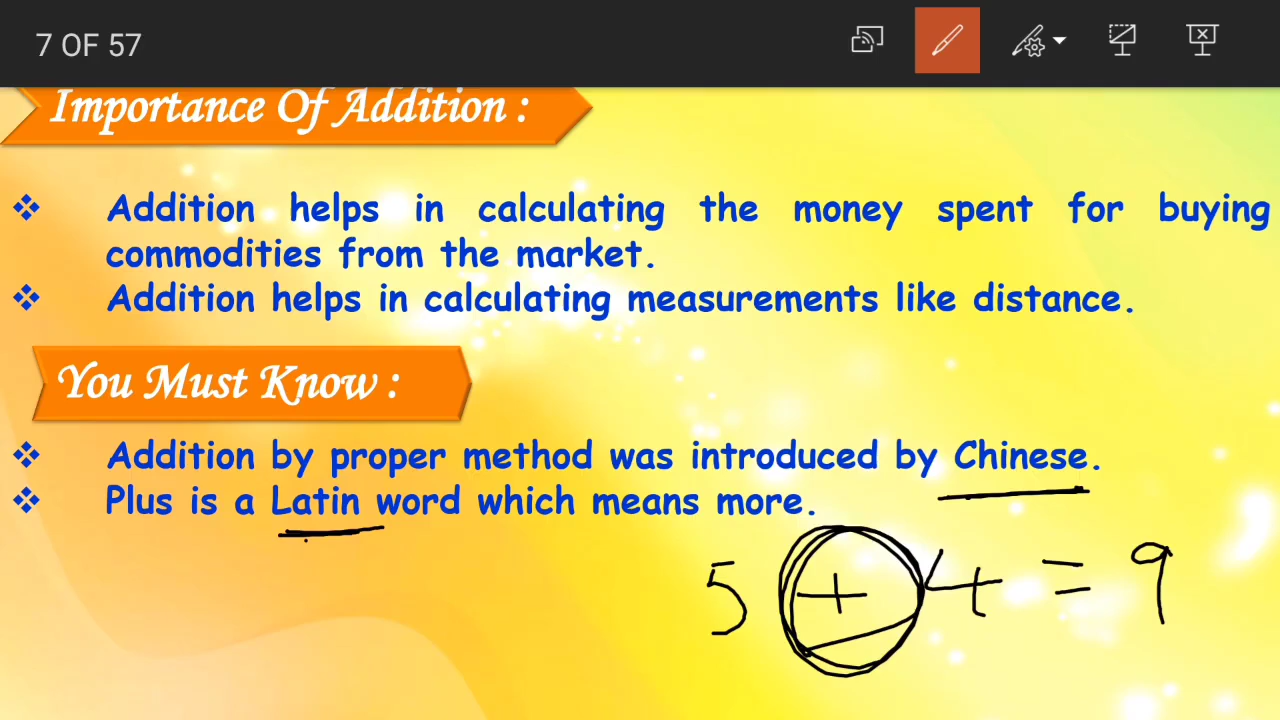 7 OF 57
Importance Of Addition :
❖ Addition helps in calculating the money spent for buying
commodities from the market.
❖ Addition helps in calculating measurements like distance.
You Must Know :
❖ Addition by proper method was introduced by Chinese.
❖ Plus is a Latin word which means more.
5 + 4 = 9